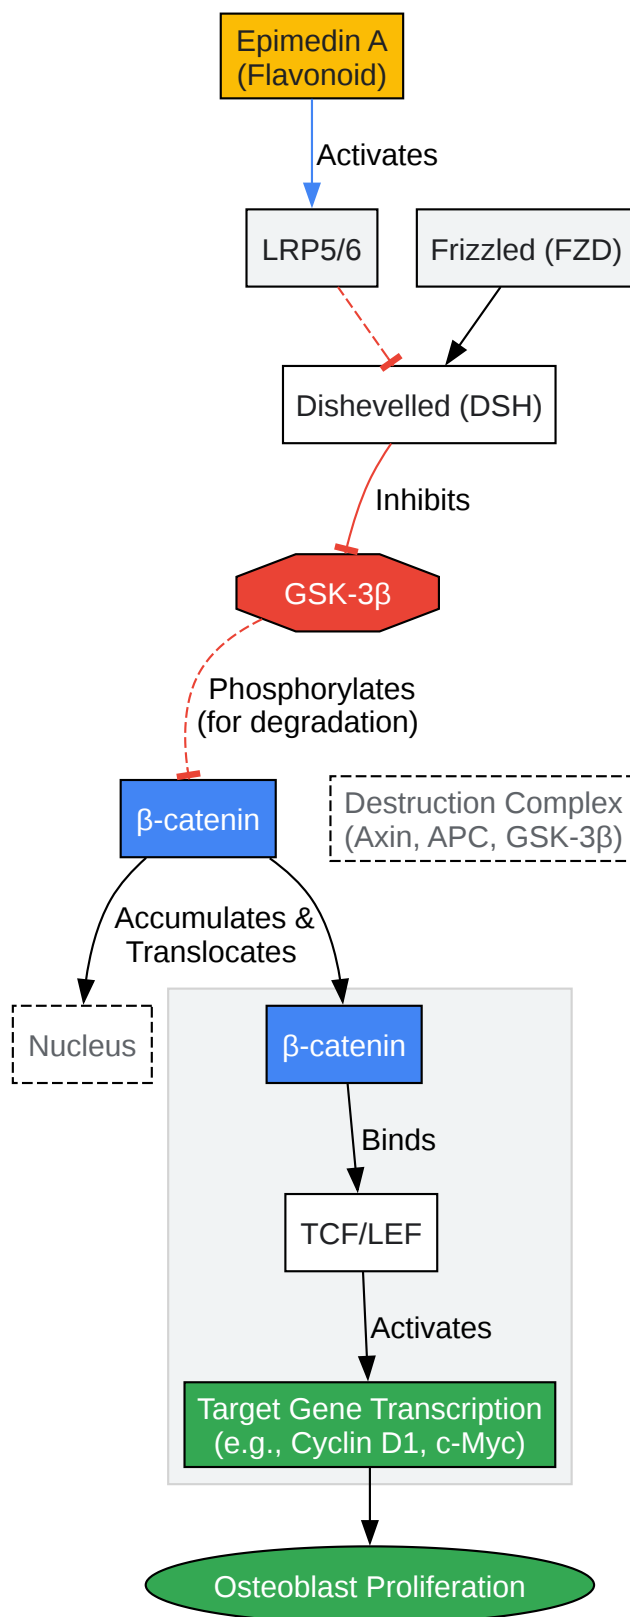 Epimedin A
(Flavonoid)
Activates
LRP5/6
Frizzled (FZD)
Dishevelled (DSH)
Inhibits
GSK-3β
Phosphorylates
(for degradation)
β-catenin
Destruction Complex
(Axin, APC, GSK-3β)
Accumulates &
Translocates
Nucleus
β-catenin
Binds
TCF/LEF
Activates
Target Gene Transcription
(e.g., Cyclin D1, c-Myc)
Osteoblast Proliferation